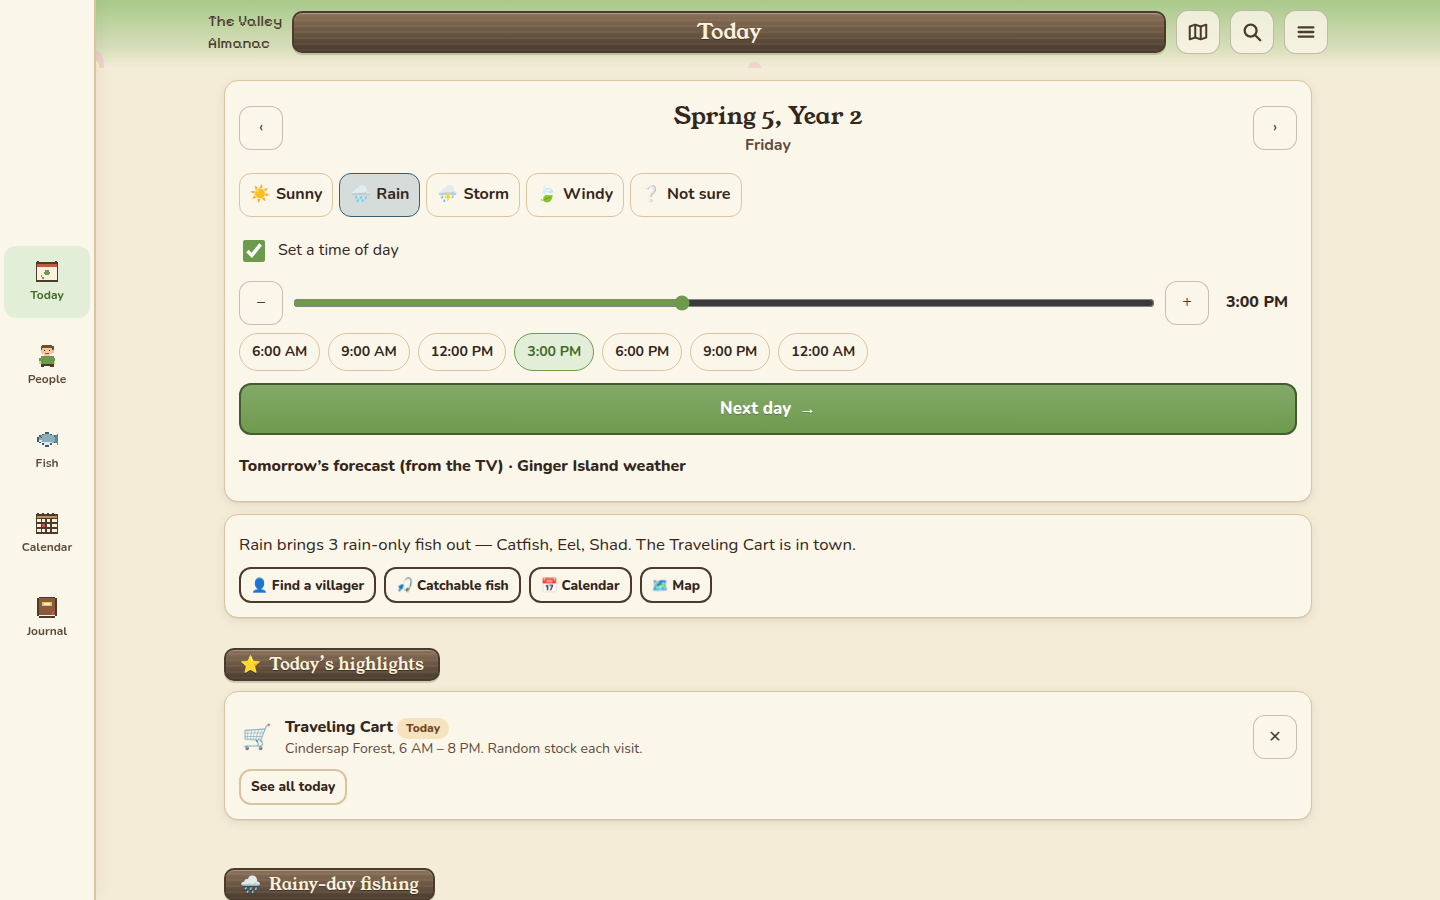 The Valley
Almanac
Today
Spring 5, Year 2
Friday
Sunny
Rain
Storm
Windy
Not sure
Set a time of day
3:00 PM
6:00 AM
9:00 AM
12:00 PM
3:00 PM
6:00 PM
9:00 PM
12:00 AM
Next day →
Tomorrow’s forecast (from the TV) · Ginger Island weather
Rain brings 3 rain-only fish out — Catfish, Eel, Shad. The Traveling Cart is in town.
Find a villager
Catchable fish
Calendar
Map
Today’s highlights
Traveling Cart Today
Cindersap Forest, 6 AM – 8 PM. Random stock each visit.
See all today
Rainy-day fishing
Today
People
Fish
Calendar
Journal